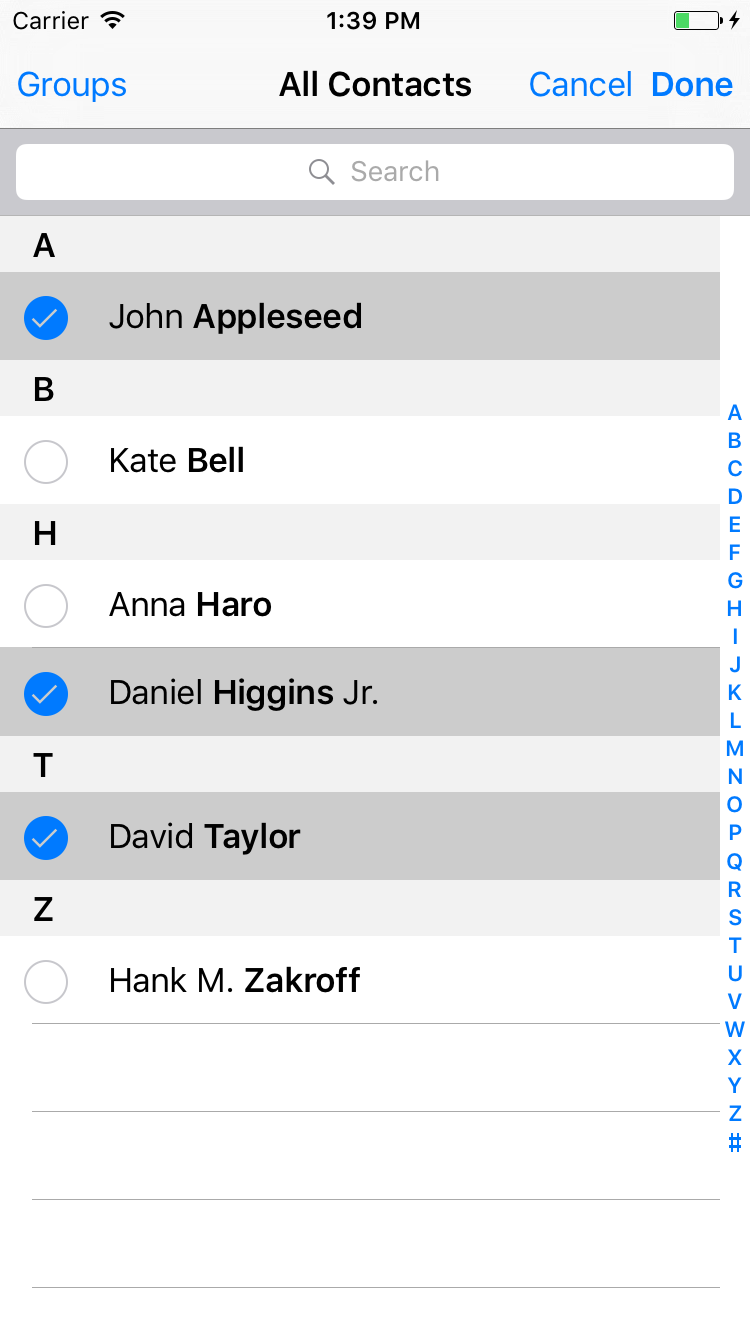 Carrier 1:39 PM
Groups All Contacts Cancel Done
Search
A
John Appleseed
B
Kate Bell
H
Anna Haro
Daniel Higgins Jr.
T
David Taylor
Z
Hank M. Zakroff
A
B
C
D
E
F
G
H
I
J
K
L
M
N
O
P
Q
R
S
T
U
V
W
X
Y
Z
#